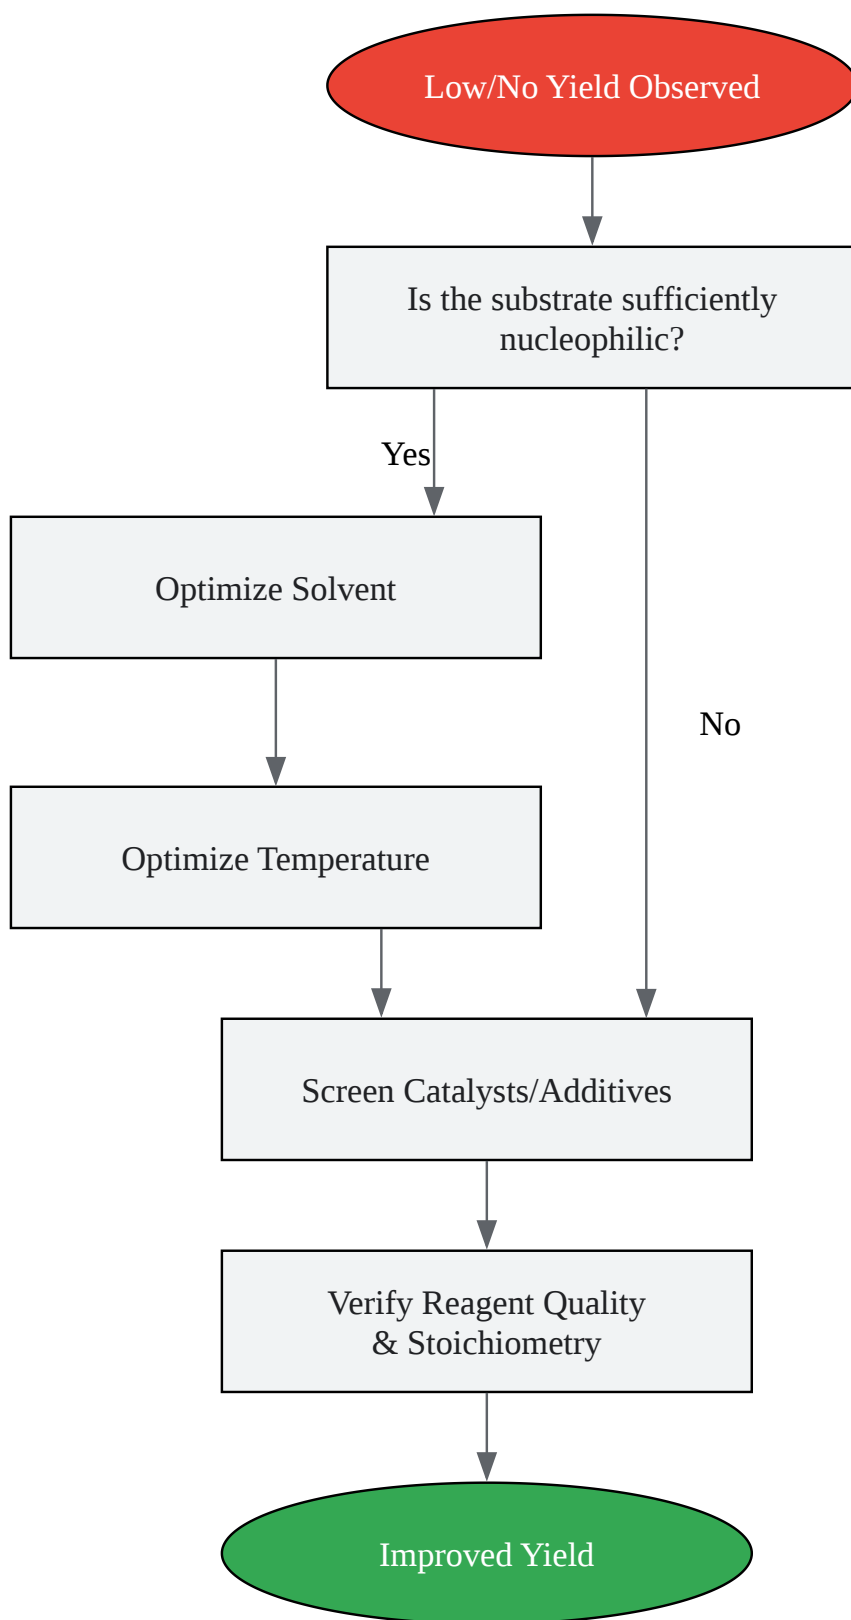 Low/No Yield Observed
Is the substrate sufficiently
nucleophilic?
Yes
Optimize Solvent
No
Optimize Temperature
Screen Catalysts/Additives
Verify Reagent Quality
& Stoichiometry
Improved Yield